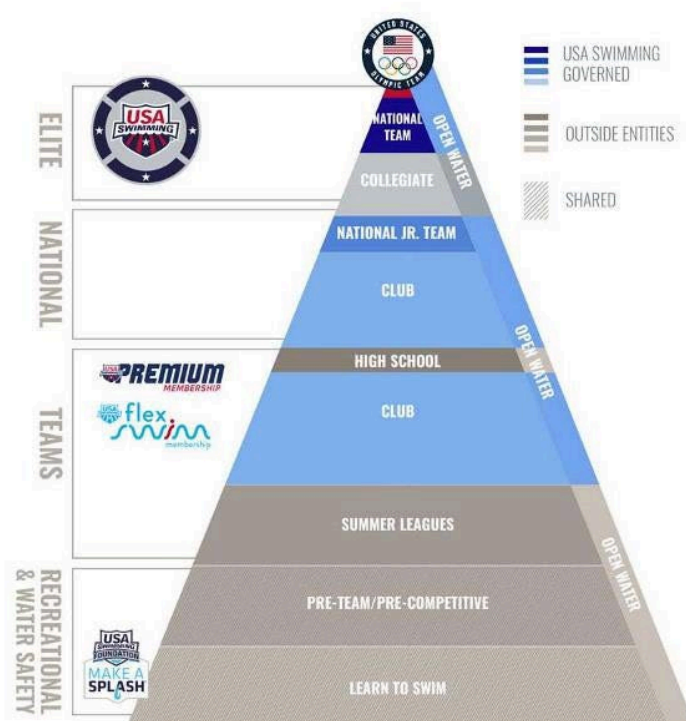 UNITED STATES
OLYMPIC TEAM
USA SWIMMING
GOVERNED
OUTSIDE ENTITIES
SHARED
ELITE
USA
SWIMMING
NATIONAL
TEAM
OPEN WATER
COLLEGIATE
NATIONAL
NATIONAL JR. TEAM
CLUB
OPEN WATER
TEAMS
PREMIUM
MEMBERSHIP
USA
flex
swim
membership
HIGH SCHOOL
CLUB
SUMMER LEAGUES
OPEN WATER
RECREATIONAL
& WATER SAFETY
PRE-TEAM/PRE-COMPETITIVE
USA
SWIMMING
FOUNDATION
MAKE A
SPLASH
LEARN TO SWIM